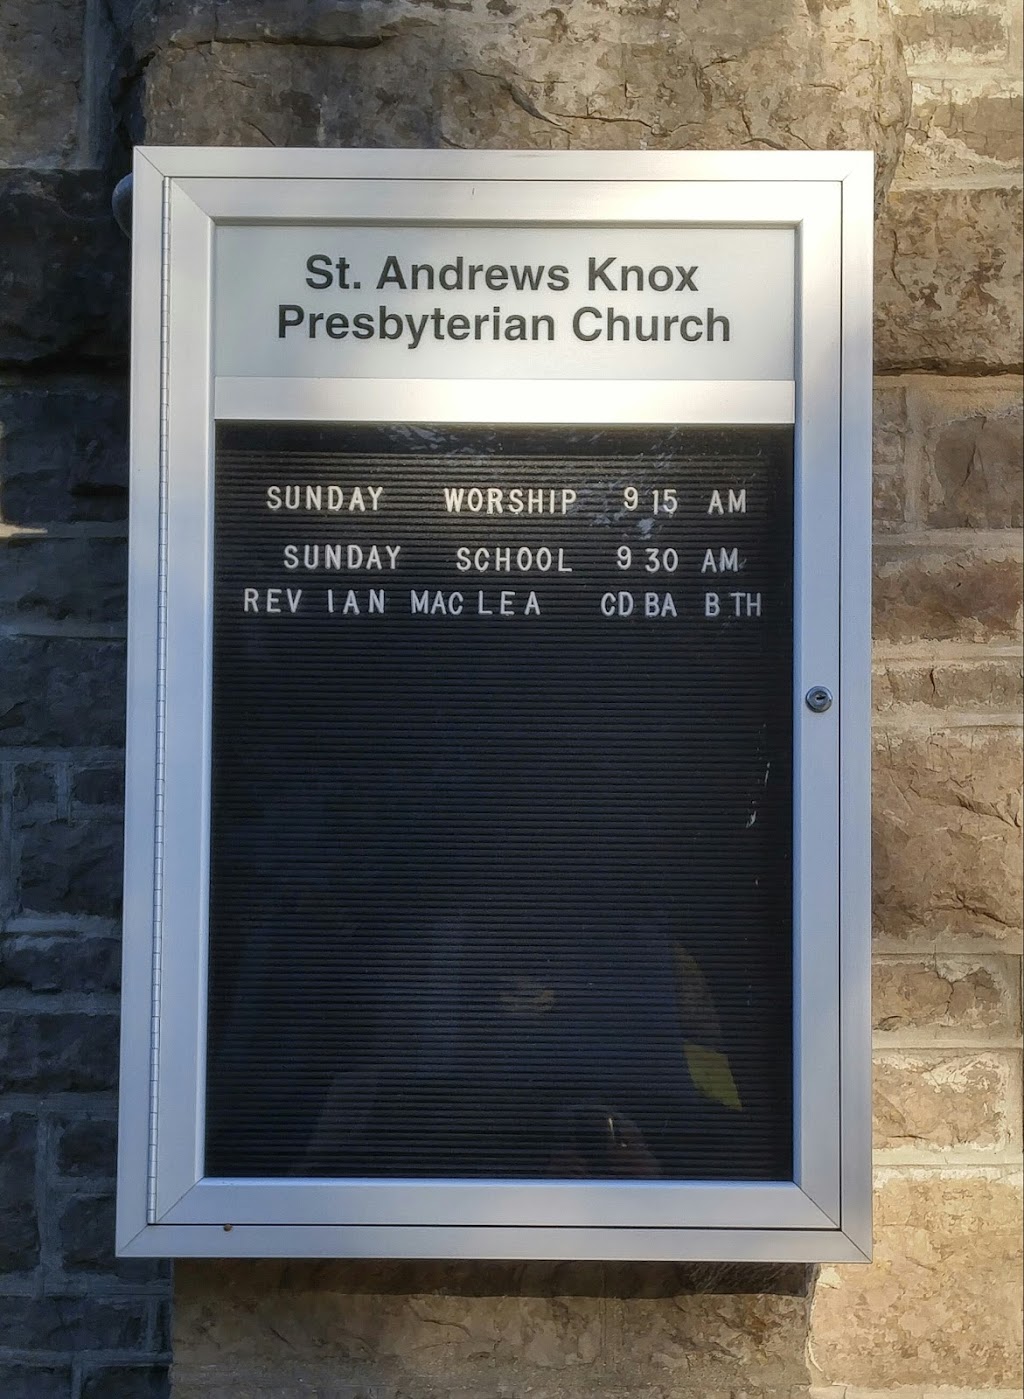 St. Andrews Knox
Presbyterian Church
SUNDAY WORSHIP 9 15 AM
SUNDAY SCHOOL 9 30 AM
REV IAN MAC LEA CD BA B TH